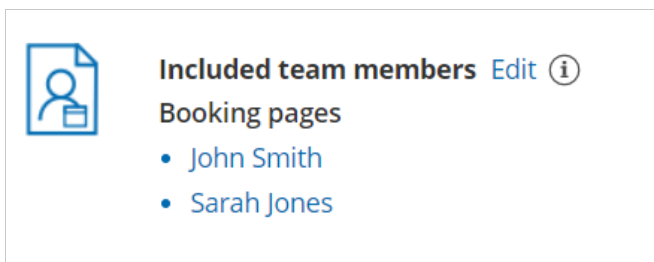 Included team members Edit
Booking pages
• John Smith
• Sarah Jones